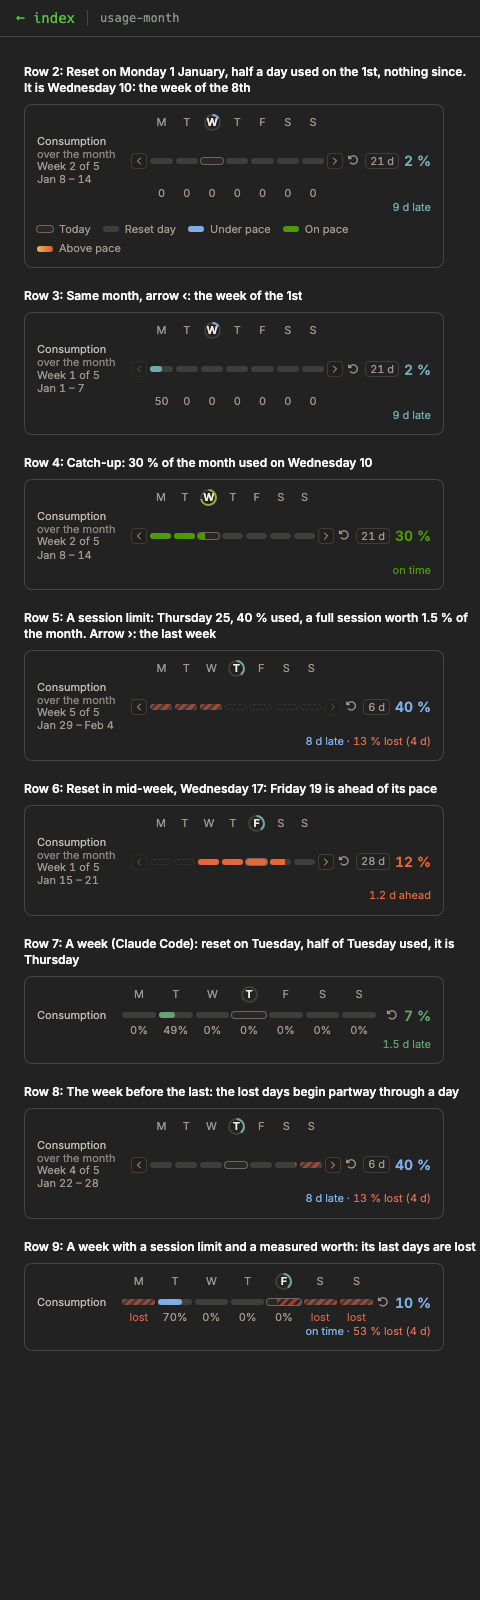 ← index usage-month
Row 2: Reset on Monday 1 January, half a day used on the 1st, nothing since.
It is Wednesday 10: the week of the 8th
M T W T F S S
Consumption
over the month
Week 2 of 5
Jan 8 – 14
21 d 2 %
0 0 0 0 0 0 0
9 d late
Today Reset day Under pace On pace
Above pace
Row 3: Same month, arrow ‹: the week of the 1st
M T W T F S S
Consumption
over the month
Week 1 of 5
Jan 1 – 7
21 d 2 %
50 0 0 0 0 0 0
9 d late
Row 4: Catch-up: 30 % of the month used on Wednesday 10
M T W T F S S
Consumption
over the month
Week 2 of 5
Jan 8 – 14
21 d 30 %
on time
Row 5: A session limit: Thursday 25, 40 % used, a full session worth 1.5 % of
the month. Arrow ›: the last week
M T W T F S S
Consumption
over the month
Week 5 of 5
Jan 29 – Feb 4
6 d 40 %
8 d late · 13 % lost (4 d)
Row 6: Reset in mid-week, Wednesday 17: Friday 19 is ahead of its pace
M T W T F S S
Consumption
over the month
Week 1 of 5
Jan 15 – 21
28 d 12 %
1.2 d ahead
Row 7: A week (Claude Code): reset on Tuesday, half of Tuesday used, it is
Thursday
M T W T F S S
Consumption
7 %
0% 49% 0% 0% 0% 0% 0%
1.5 d late
Row 8: The week before the last: the lost days begin partway through a day
M T W T F S S
Consumption
over the month
Week 4 of 5
Jan 22 – 28
6 d 40 %
8 d late · 13 % lost (4 d)
Row 9: A week with a session limit and a measured worth: its last days are lost
M T W T F S S
Consumption
10 %
lost 70% 0% 0% 0% lost lost
on time · 53 % lost (4 d)